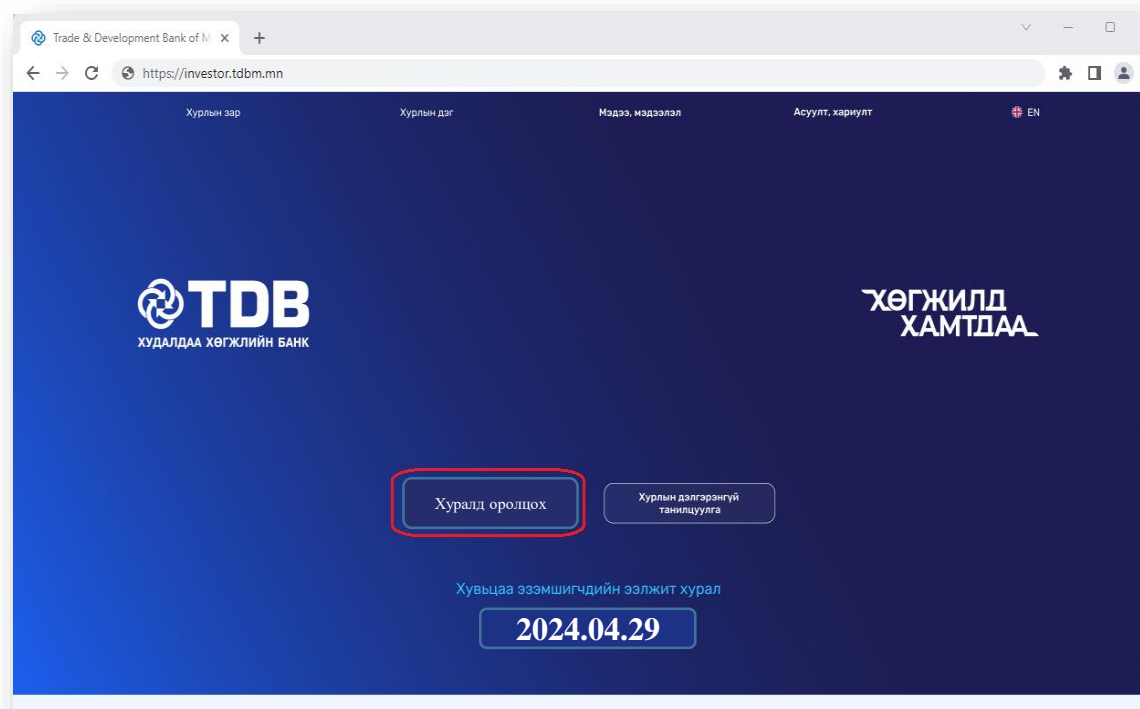 Trade & Development Bank of M
https://investor.tdbm.mn
Хурлын зар
Хурлын дэг
Мэдээ, мэдээлэл
Асуулт, хариулт
EN
TDB
ХУДАЛДАА ХӨГЖЛИЙН БАНК
ХӨГЖИЛД
ХАМТДАА
Хуралд оролцох
Хурлын дэлгэрэнгүй
танилцуулга
Хувьцаа эзэмшигчдийн ээлжит хурал
2024.04.29